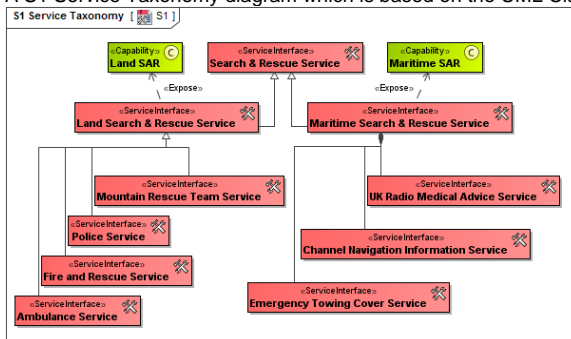 A S1 Service Taxonomy diagram which is based on the UML
S1 Service Taxonomy [ S1 ]
«Capability» C
Land SAR
«ServiceInterface»
Search & Rescue Service
«Capability» C
Maritime SAR
«Expose»
«Expose»
«ServiceInterface»
Land Search & Rescue Service
«ServiceInterface»
Maritime Search & Rescue Service
«ServiceInterface»
Mountain Rescue Team Service
«ServiceInterface»
UK Radio Medical Advice Service
«ServiceInterface»
Police Service
«ServiceInterface»
Channel Navigation Information Service
«ServiceInterface»
Fire and Rescue Service
«ServiceInterface»
Emergency Towing Cover Service
«ServiceInterface»
Ambulance Service